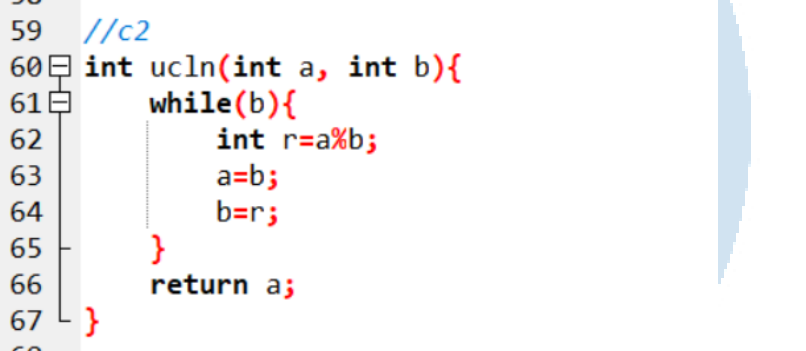 59 //c2
60 int ucln(int a, int b){
61 while(b){
62 int r=a%b;
63 a=b;
64 b=r;
65 }
66 return a;
67 }